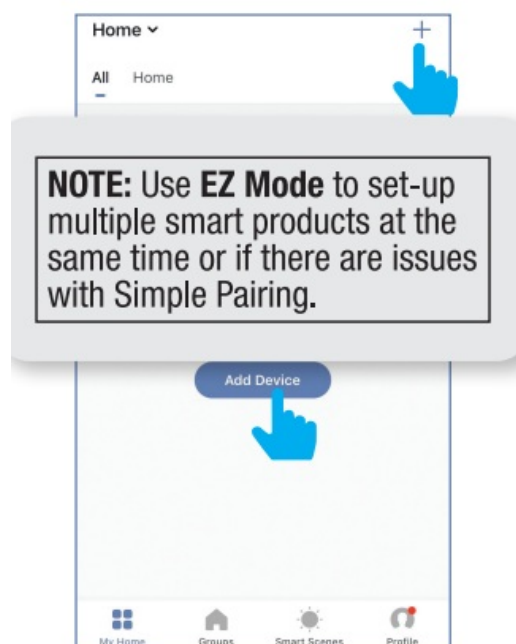 Home
All Home
NOTE: Use EZ Mode to set-up
multiple smart products at the
same time or if there are issues
with Simple Pairing.
Add Device
My Home Groups Smart Scenes Profile